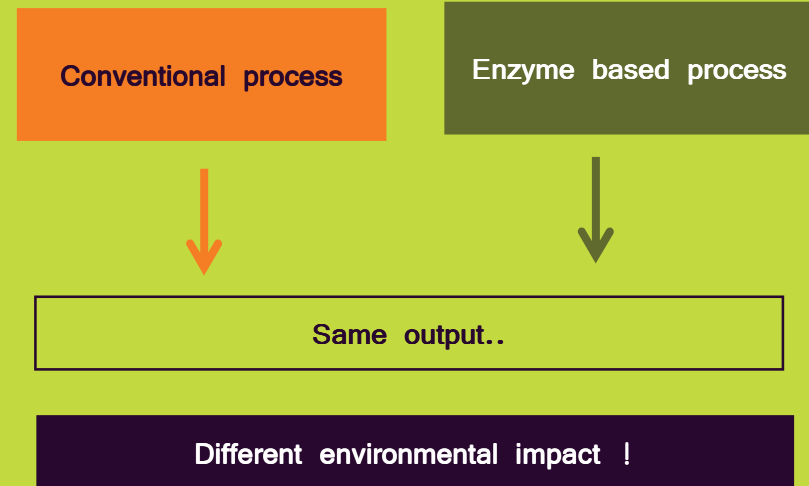 Conventional process
Enzyme based process
Same output..
Different environmental impact !